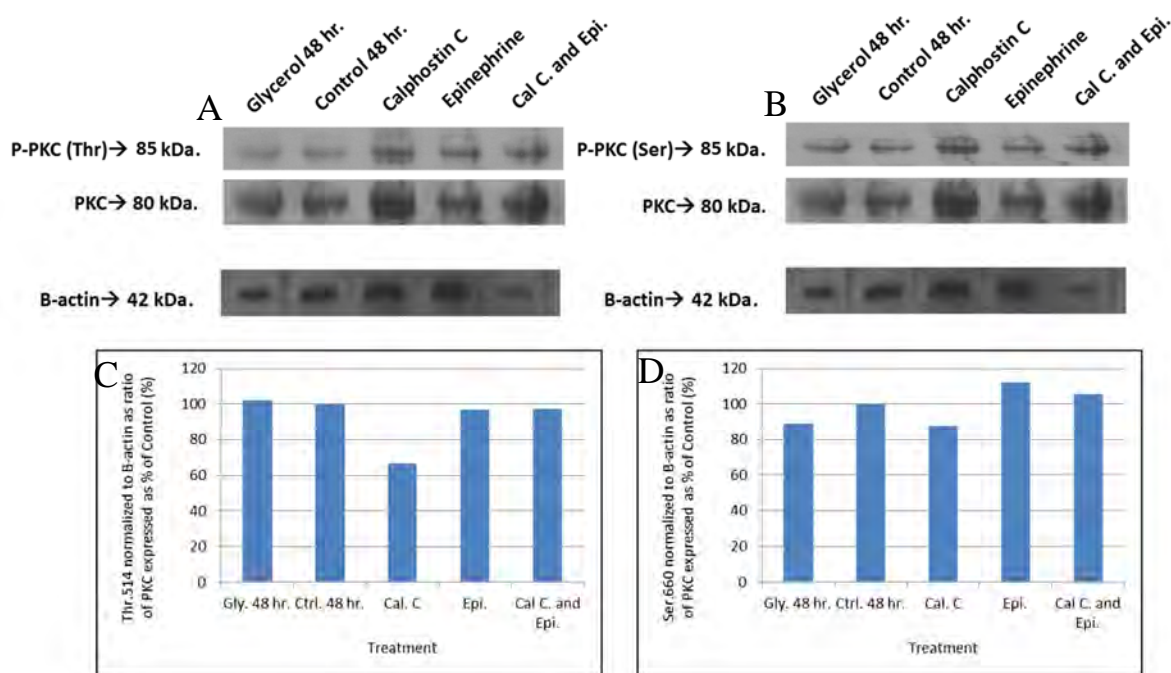 A
Glycerol 48 hr.
Control 48 hr.
Calphostin C
Epinephrine
Cal C. and Epi.
P-PKC (Thr)→ 85 kDa.
PKC→ 80 kDa.
B-actin→ 42 kDa.
B
Glycerol 48 hr.
Control 48 hr.
Calphostin C
Epinephrine
Cal C. and Epi.
P-PKC (Ser)→ 85 kDa.
PKC→ 80 kDa.
B-actin→ 42 kDa.
C
Thr.514 normalized to B-actin as ratio
of PKC expressed as % of Control (%)
120
100
80
60
40
20
0
Gly. 48 hr. Ctrl. 48 hr. Cal. C Epi. Cal C. and
Epi.
Treatment
D
Ser.660 normalized to B-actin as ratio
of PKC expressed as % of Control (%)
120
100
80
60
40
20
0
Gly. 48 hr. Ctrl. 48 hr. Cal. C Epi. Cal C. and
Epi.
Treatment